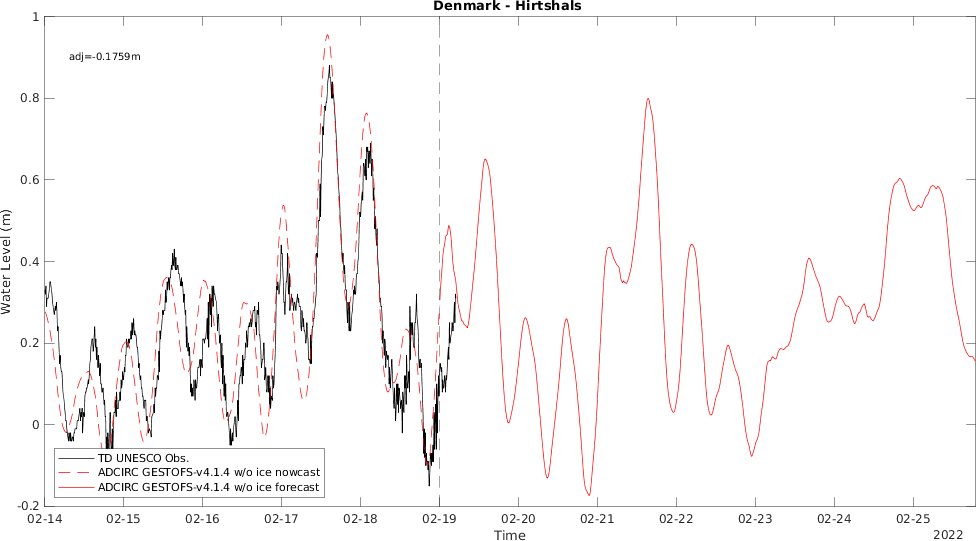 Denmark - Hirtshals
adj=-0.1759m
1
0.8
0.6
0.4
0.2
0
-0.2
Water Level (m)
TD UNESCO Obs.
ADCIRC GESTOFS-v4.1.4 w/o ice nowcast
ADCIRC GESTOFS-v4.1.4 w/o ice forecast
02-14 02-15 02-16 02-17 02-18 02-19 02-20 02-21 02-22 02-23 02-24 02-25
Time
2022